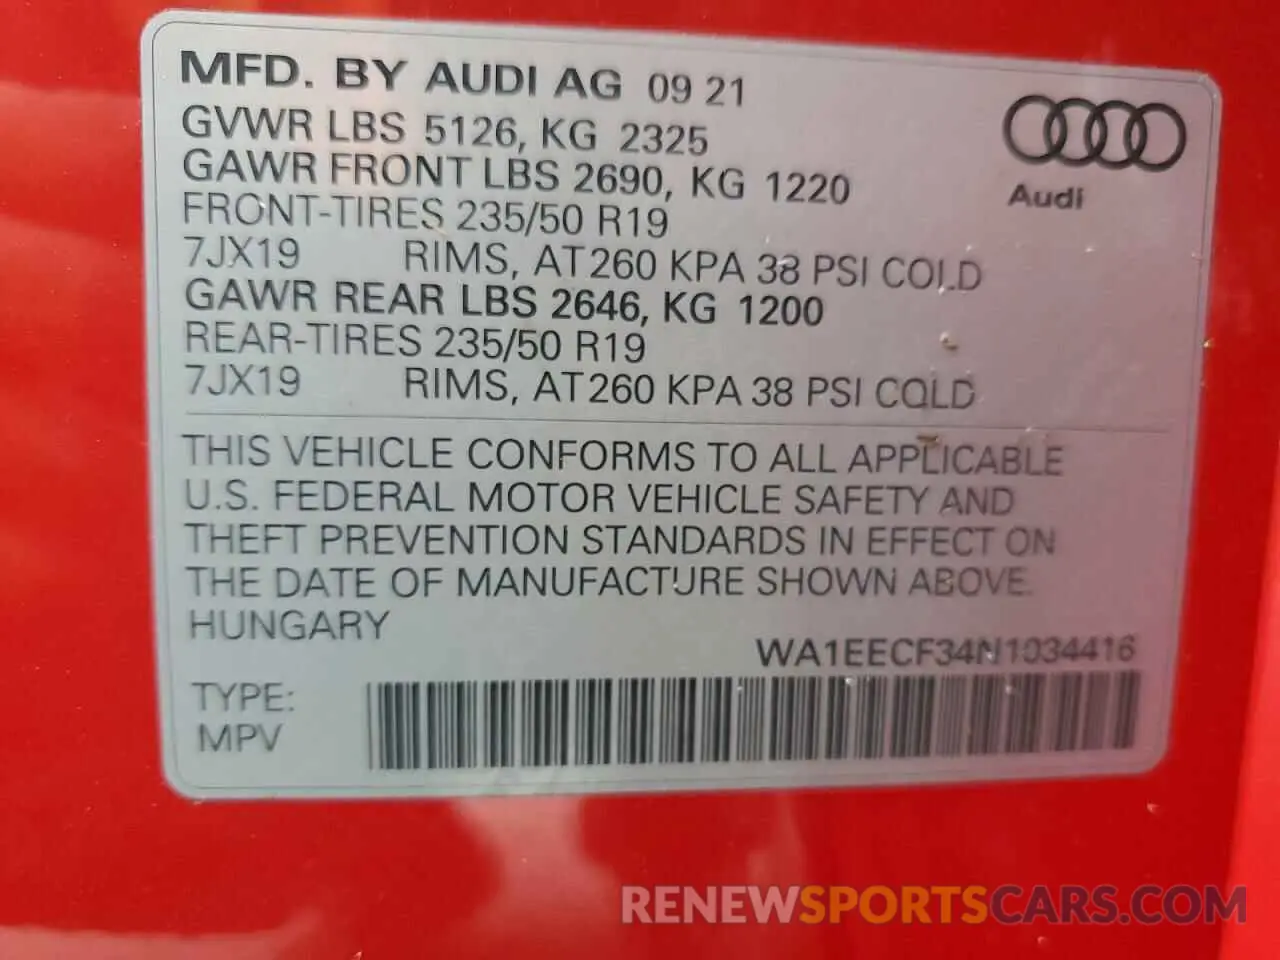 MFD. BY AUDI AG 09 21
GVWR LBS 5126, KG 2325
GAWR FRONT LBS 2690, KG 1220
FRONT-TIRES 235/50 R19
7JX19 RIMS, AT 260 KPA 38 PSI COLD
GAWR REAR LBS 2646, KG 1200
REAR-TIRES 235/50 R19
7JX19 RIMS, AT 260 KPA 38 PSI COLD
Audi
THIS VEHICLE CONFORMS TO ALL APPLICABLE
U.S. FEDERAL MOTOR VEHICLE SAFETY AND
THEFT PREVENTION STANDARDS IN EFFECT ON
THE DATE OF MANUFACTURE SHOWN ABOVE.
HUNGARY
WA1EECF34N1034416
TYPE:
MPV
RENEWSPORTSCARS.COM